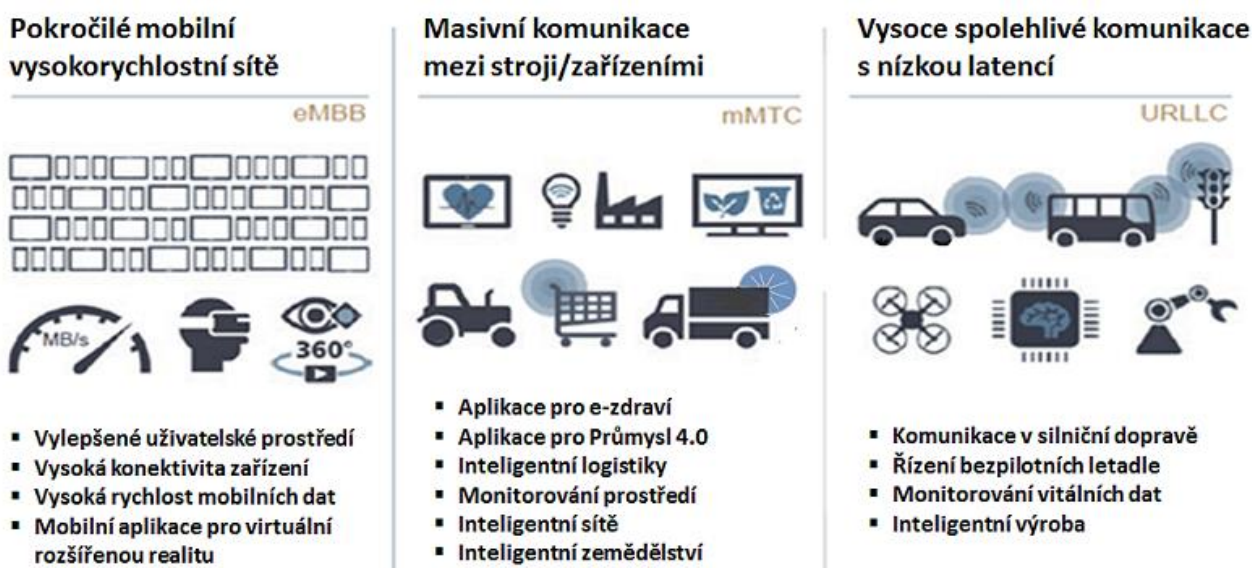 Pokročilé mobilní
vysokorychlostní sítě
eMBB
MB/s
360°
▪ Vylepšené uživatelské prostředí
▪ Vysoká konektivita zařízení
▪ Vysoká rychlost mobilních dat
▪ Mobilní aplikace pro virtuální
rozšířenou realitu
Masivní komunikace
mezi stroji/zařízeními
mMTC
▪ Aplikace pro e-zdraví
▪ Aplikace pro Průmysl 4.0
▪ Inteligentní logistiky
▪ Monitorování prostředí
▪ Inteligentní sítě
▪ Inteligentní zemědělství
Vysoce spolehlivé komunikace
s nízkou latencí
URLLC
▪ Komunikace v silniční dopravě
▪ Řízení bezpilotních letadle
▪ Monitorování vitálních dat
▪ Inteligentní výroba